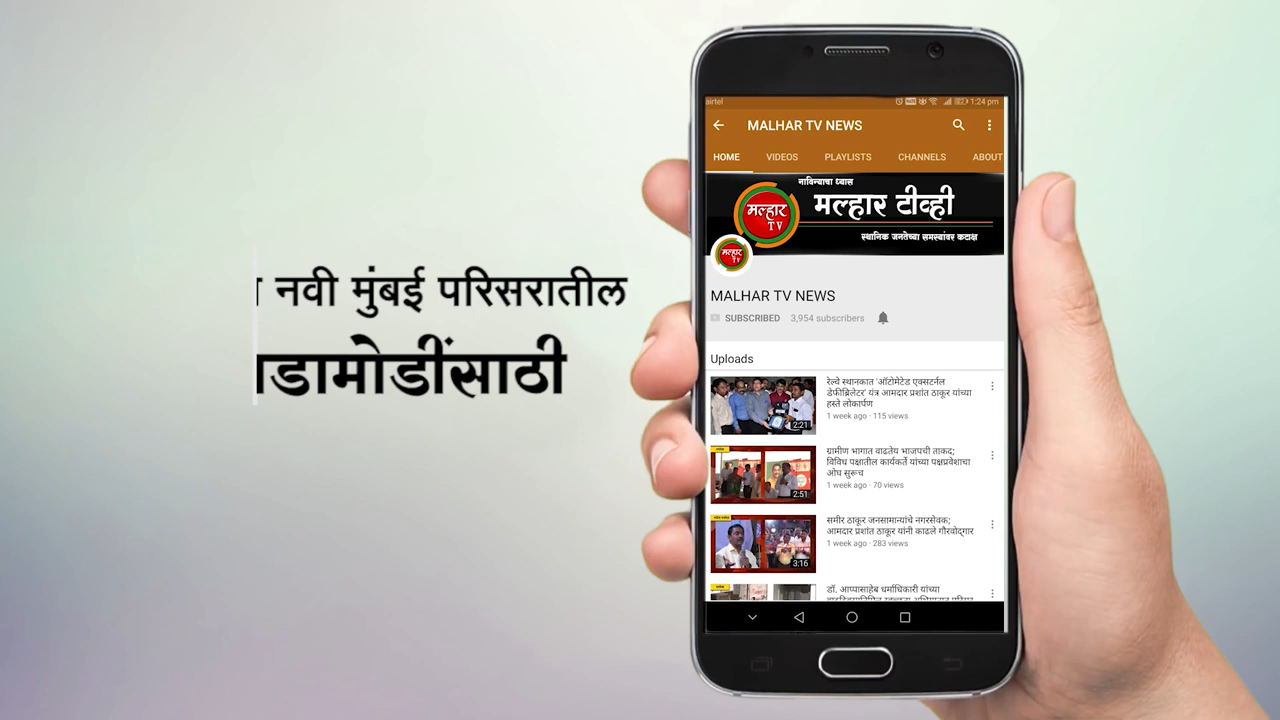 नवी मुंबई परिसरातील
डामोडींसाठी
airtel
1:24 pm
MALHAR TV NEWS
HOME VIDEOS PLAYLISTS CHANNELS ABOUT
नाविन्याचा ध्यास
मल्हार टीव्ही
स्थानिक जनतेच्या समस्यांवर कटाक्ष
मल्हार
TV
मल्हार
TV
MALHAR TV NEWS
SUBSCRIBED 3,954 subscribers
Uploads
रेल्वे स्थानकात 'ऑटोमेटेड एक्सटर्नल
डेफीब्रिलेटर' यंत्र आमदार प्रशांत ठाकूर यांच्या
हस्ते लोकार्पण
1 week ago · 115 views
2:21
ग्रामीण भागात वाढतेय भाजपची ताकद;
विविध पक्षातील कार्यकर्ते यांच्या पक्षप्रवेशाचा
ओघ सुरूच
1 week ago · 70 views
2:51
समीर ठाकूर जनसामान्यांचे नगरसेवक;
आमदार प्रशांत ठाकूर यांनी काढले गौरवोद्गार
1 week ago · 283 views
3:16
डॉ. आप्पासाहेब धर्माधिकारी यांच्या